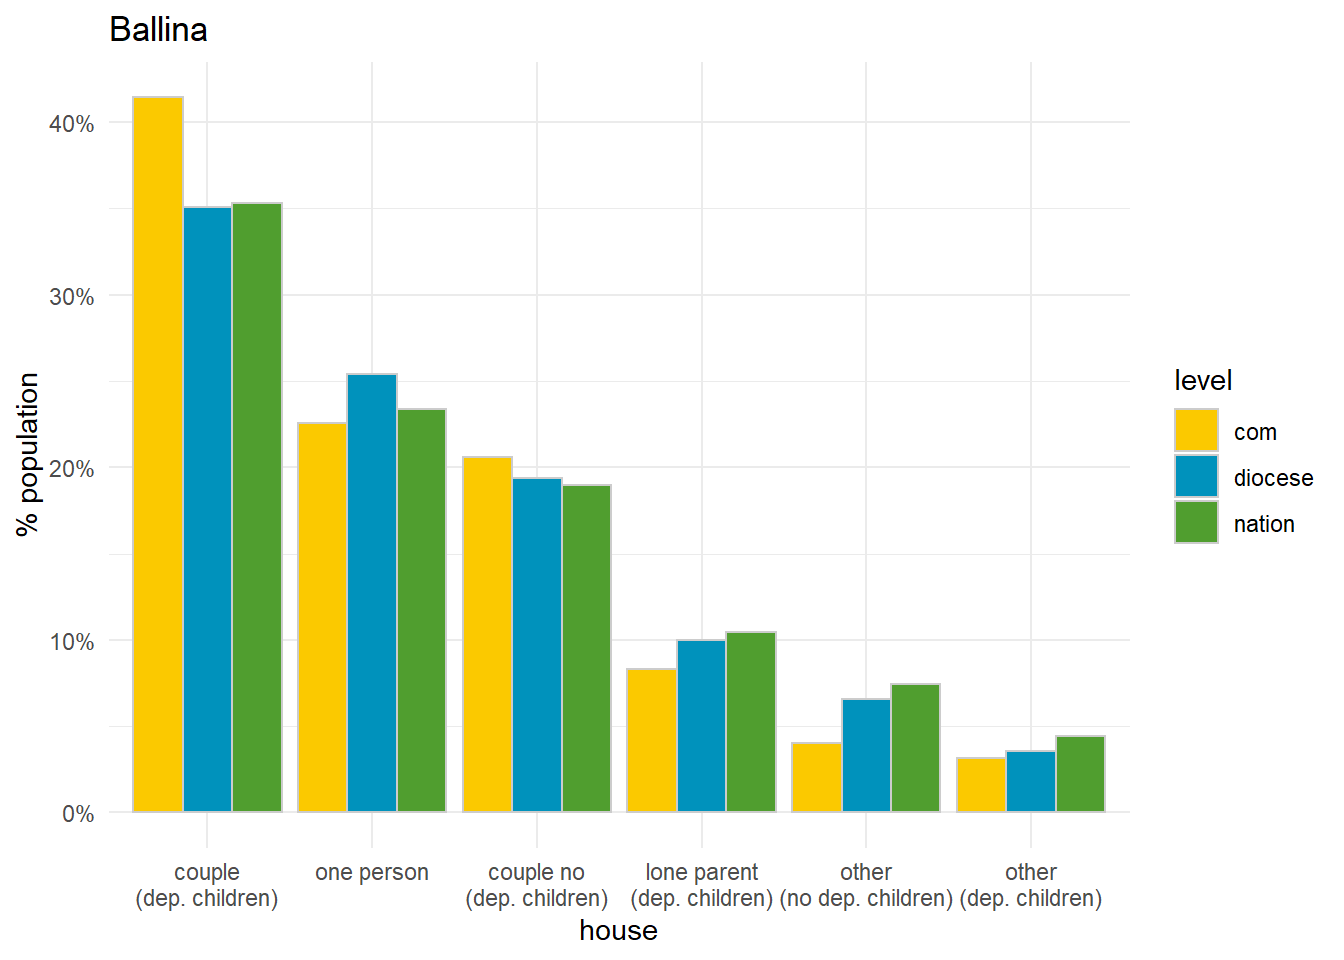 Ballina
40%
30%
20%
10%
0%
% population
couple
(dep. children)
one person
couple no
(dep. children)
lone parent
(dep. children)
other
(no dep. children)
other
(dep. children)
house
level
com
diocese
nation